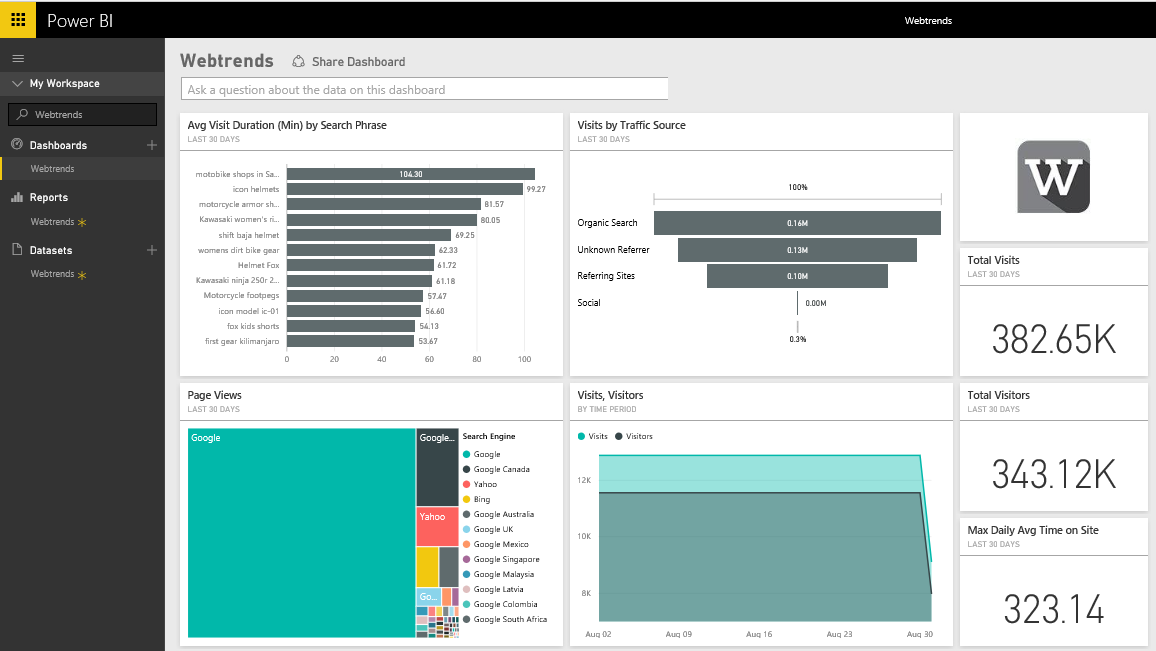 Power BI
Webtrends
My Workspace
Webtrends
Dashboards
Webtrends
Reports
Webtrends
Datasets
Webtrends
Webtrends
Share Dashboard
Ask a question about the data on this dashboard
Avg Visit Duration (Min) by Search Phrase
LAST 30 DAYS
motobike shops in Sa... 104.30
icon helmets 99.27
motorcycle armor sh... 81.57
Kawasaki women's ri... 80.05
shift baja helmet 69.25
womens dirt bike gear 62.33
Helmet Fox 61.72
Kawasaki ninja 250r 2... 61.18
Motorcycle footpegs 57.47
icon model ic-01 56.60
fox kids shorts 54.13
first gear kilimanjaro 53.67
0 20 40 60 80 100
Visits by Traffic Source
LAST 30 DAYS
100%
Organic Search 0.16M
Unknown Referrer 0.13M
Referring Sites 0.10M
Social 0.00M
0.3%
W
Total Visits
LAST 30 DAYS
382.65K
Page Views
LAST 30 DAYS
Google
Google...
Yahoo
Go...
Search Engine
Google
Google Canada
Yahoo
Bing
Google Australia
Google UK
Google Mexico
Google Singapore
Google Malaysia
Google Latvia
Google Colombia
Google South Africa
Visits, Visitors
BY TIME PERIOD
Visits Visitors
12K
10K
8K
Aug 02 Aug 09 Aug 16 Aug 23 Aug 30
Total Visitors
LAST 30 DAYS
343.12K
Max Daily Avg Time on Site
LAST 30 DAYS
323.14